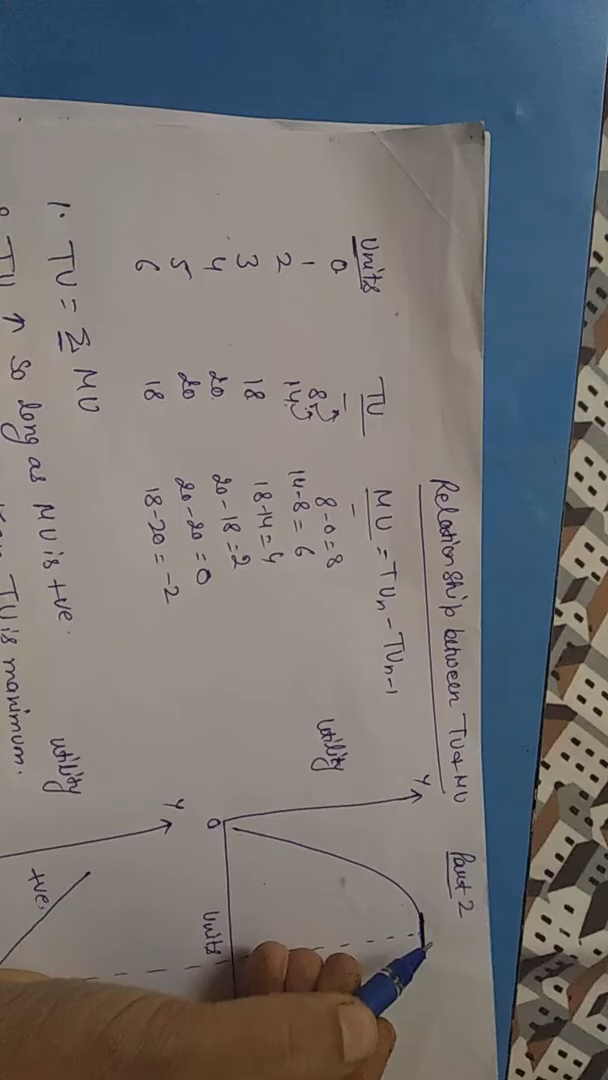 Relationship between TU & MU Part 2
Units TU MU = TUn - TUn-1
0 - -
1 8 8-0=8
2 14 14-8=6
3 18 18-14=4
4 20 20-18=2
5 20 20-20=0
6 18 18-20=-2
1. TU = Σ MU
TU ↑ so long as MU is +ve.
TU is maximum.
Y
Utility
O
Units
Y
Utility
+ve